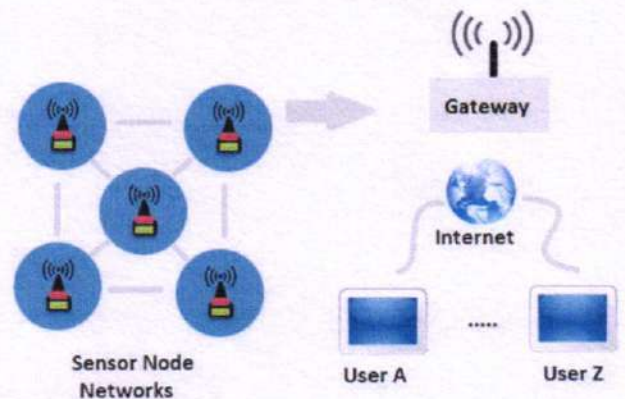 Gateway
Internet
Sensor Node
Networks
User A
.....
User Z